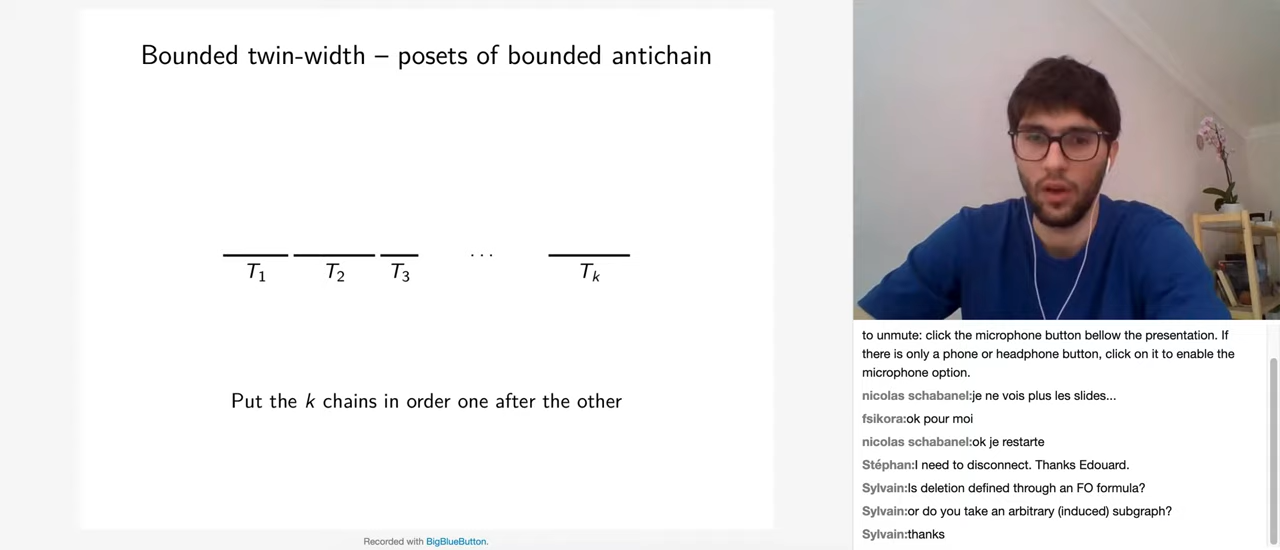 Bounded twin-width – posets of bounded antichain
T1 T2 T3 ... Tk
Put the k chains in order one after the other
Recorded with BigBlueButton.
to unmute: click the microphone button bellow the presentation. If
there is only a phone or headphone button, click on it to enable the
microphone option.
nicolas schabanel:je ne vois plus les slides...
fsikora:ok pour moi
nicolas schabanel:ok je restarte
Stéphan:I need to disconnect. Thanks Edouard.
Sylvain:Is deletion defined through an FO formula?
Sylvain:or do you take an arbitrary (induced) subgraph?
Sylvain:thanks